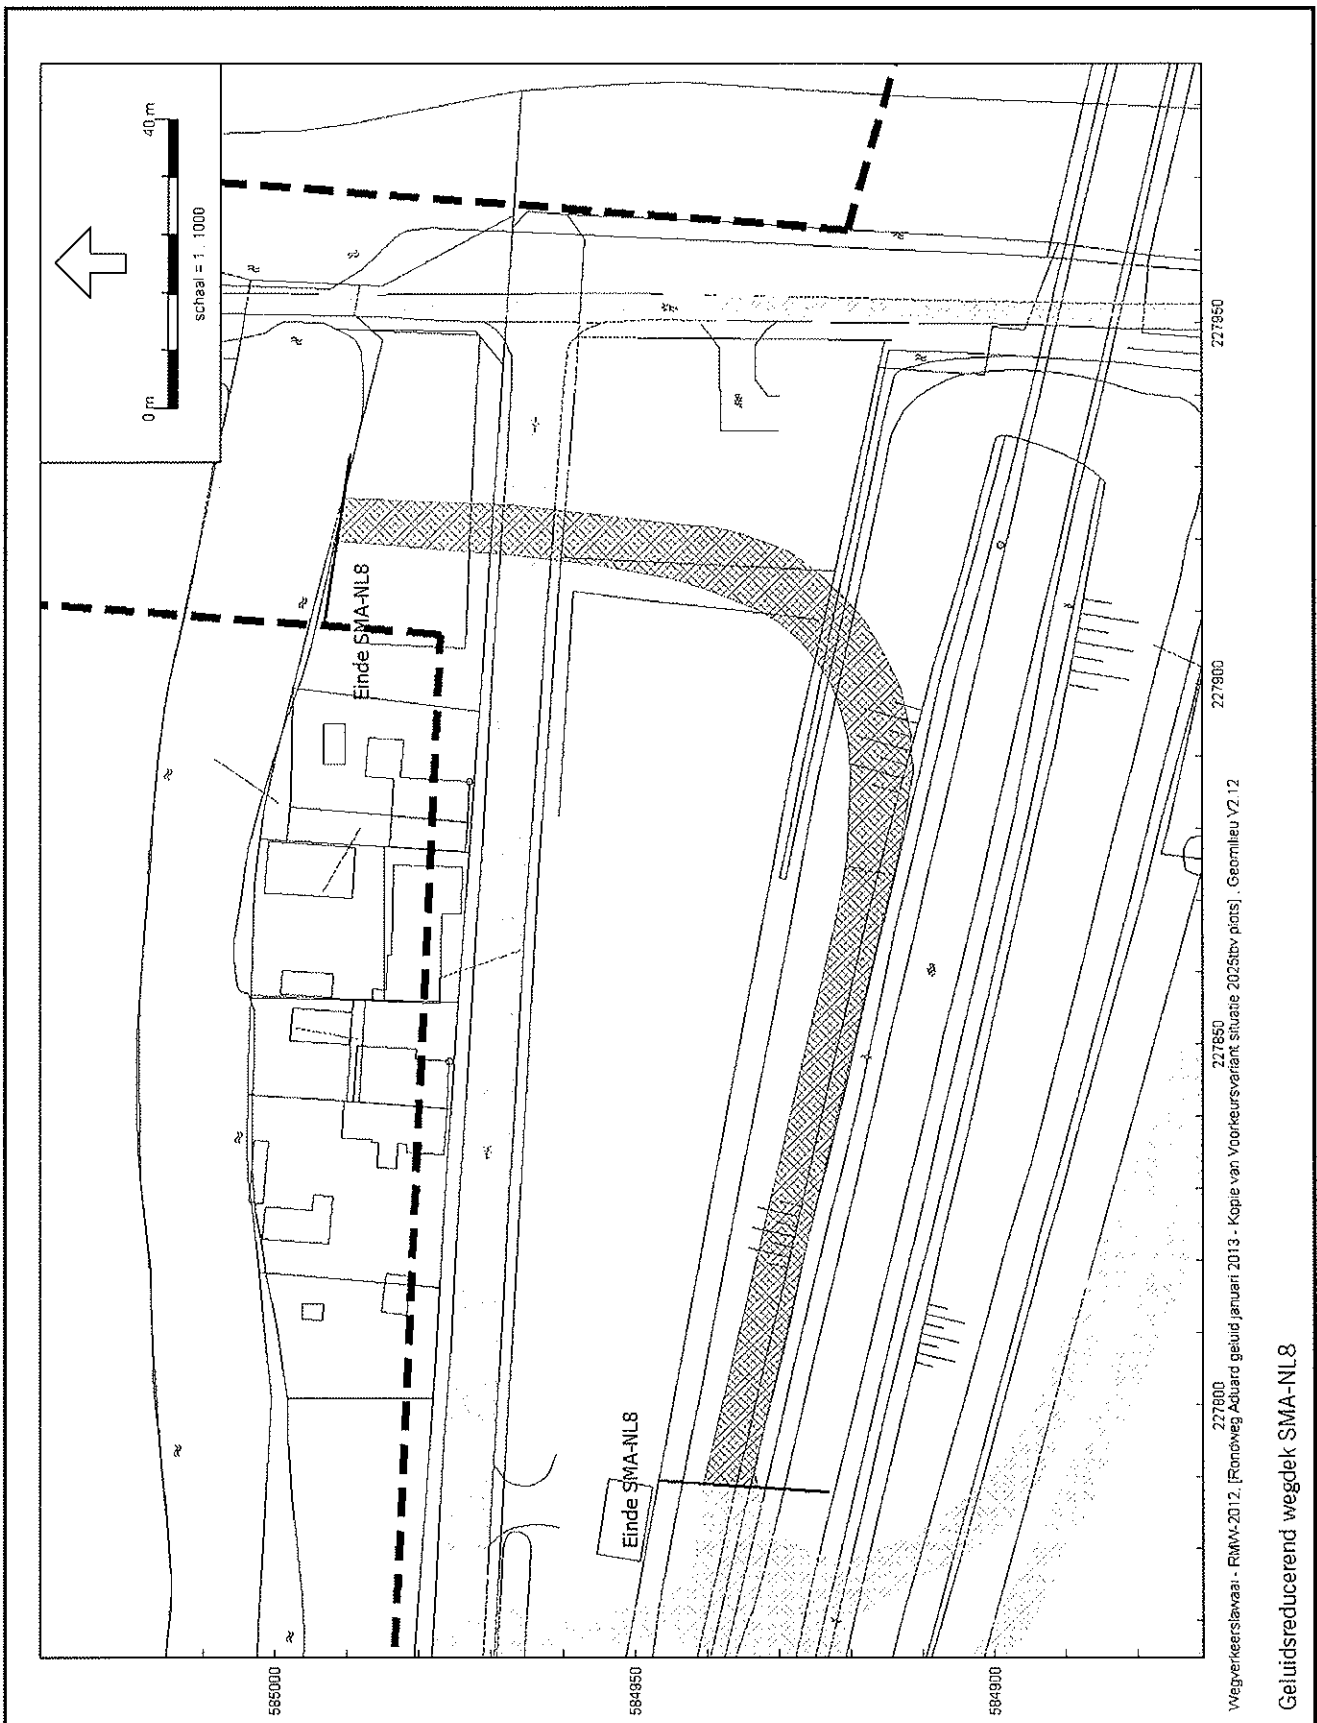 0 m
40 m
schaal = 1 : 1000
Einde SMA-NL8
Einde SMA-NL8
585000
584950
584900
227800
227850
227900
227950
Wegverkeerslawaai - RMW-2012, [Rondweg Aduard geluid januari 2013 - Kopie van Voorkeursvariant situatie 2025tbv plots] , Geomilieu V2.12
Geluidsreducerend wegdek SMA-NL8